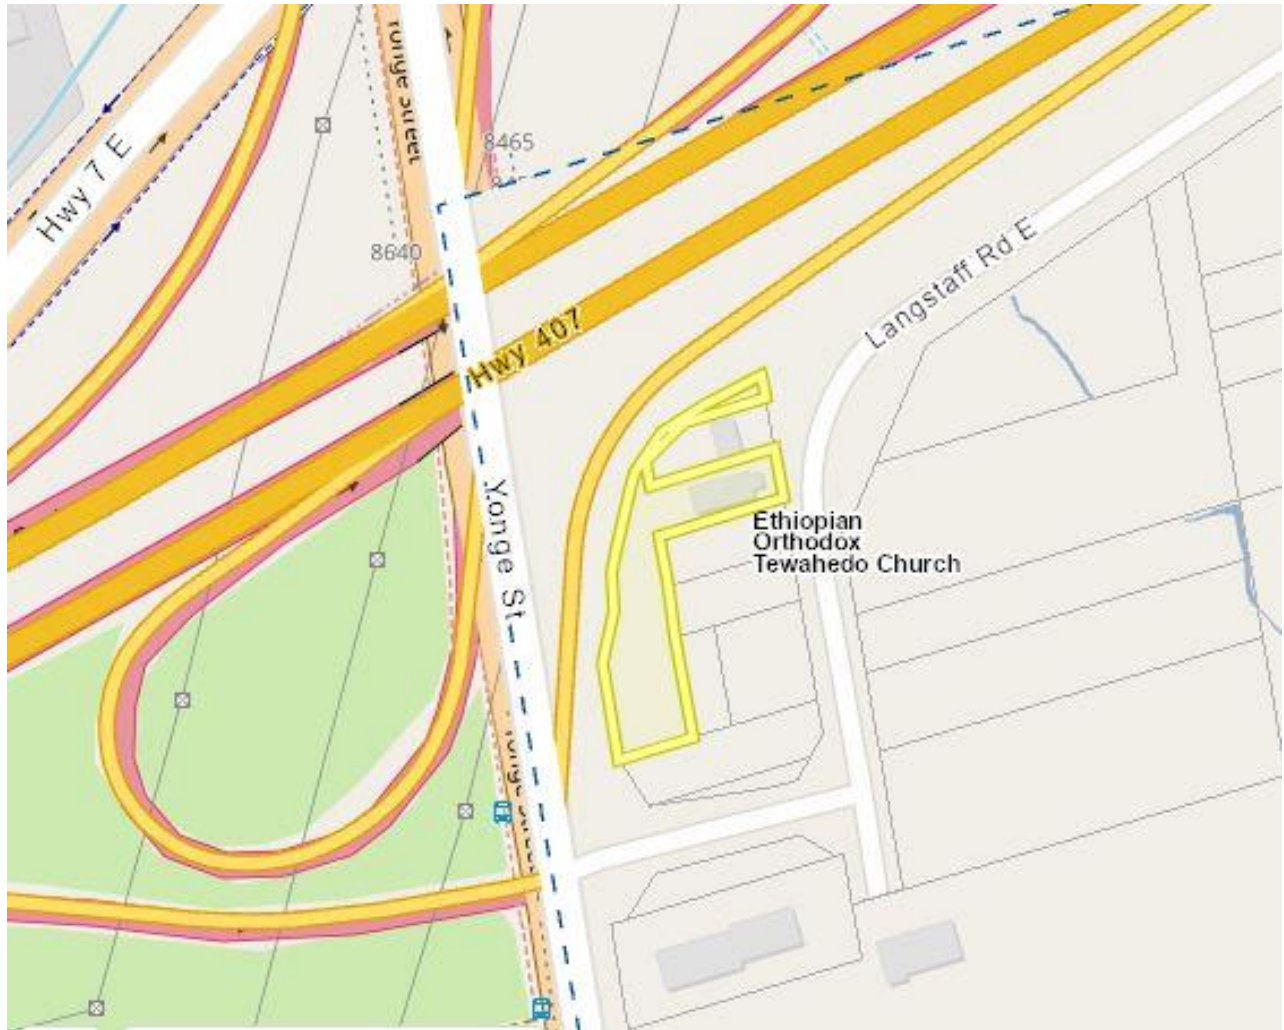 Yonge Street
8465
Hwy 7 E
8640
Langstaff Rd E
Hwy 407
Yonge St
Ethiopian
Orthodox
Tewahedo Church